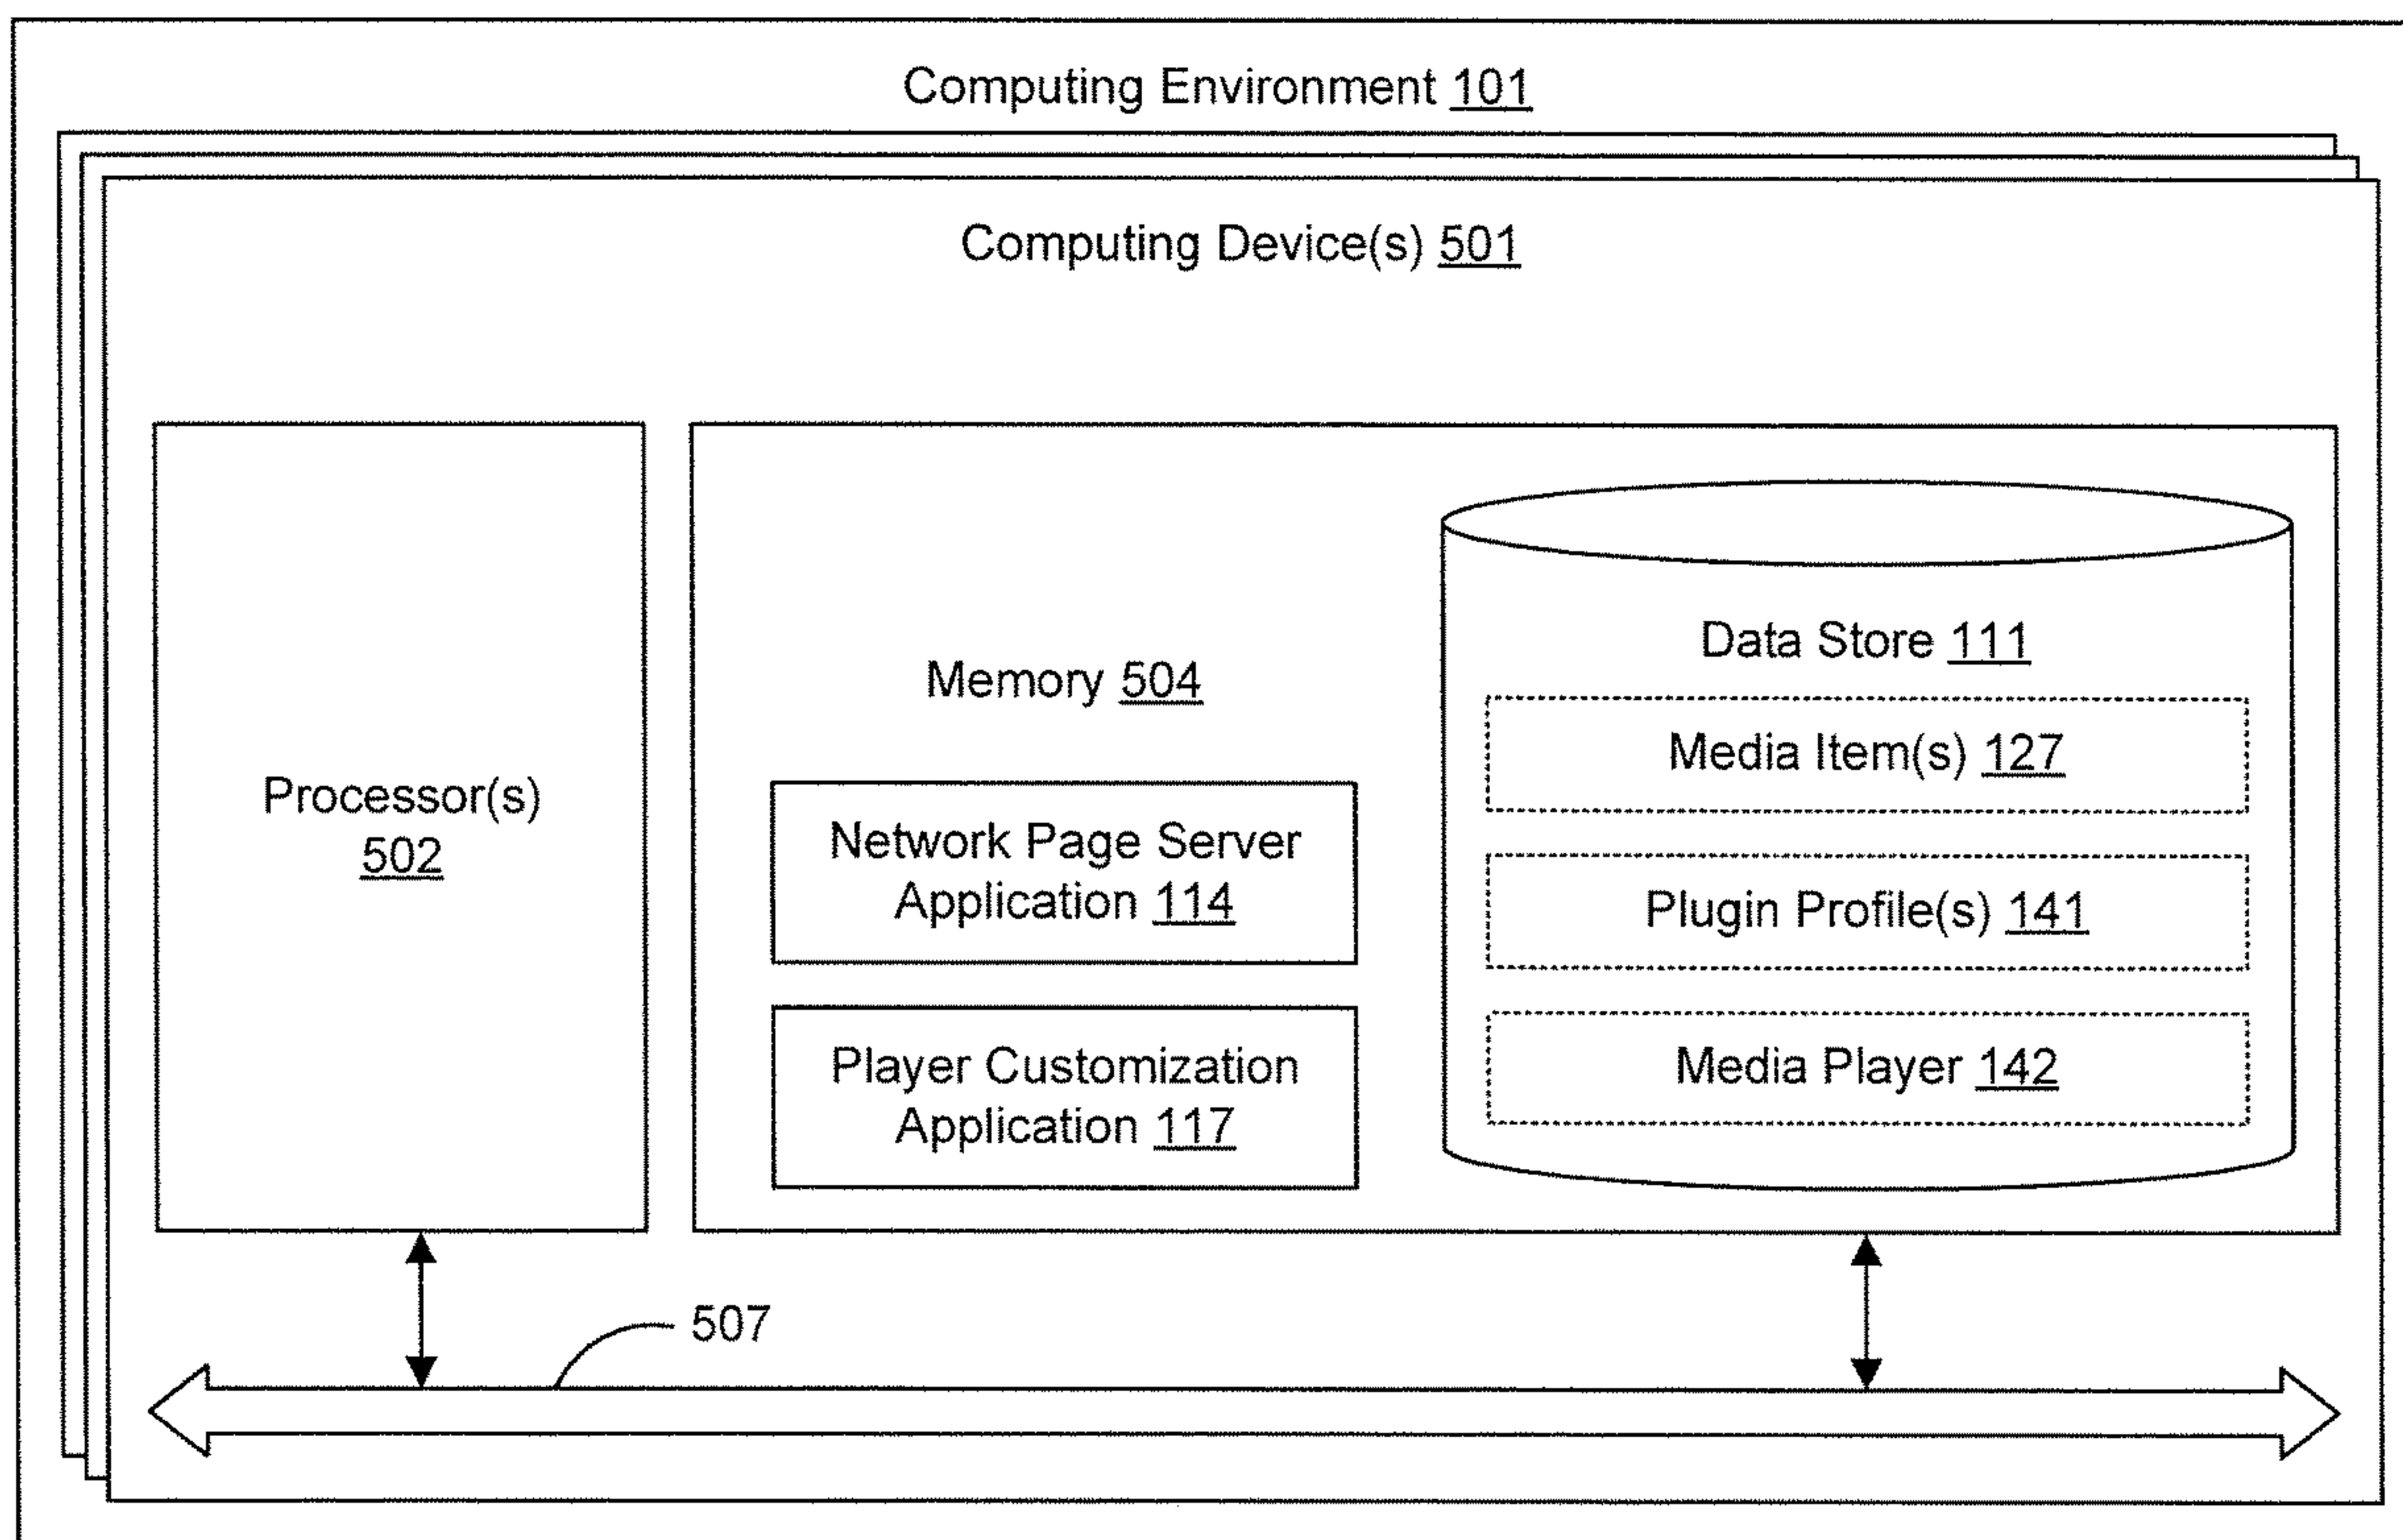 Computing Environment 101
Computing Device(s) 501
Processor(s)
502
Memory 504
Network Page Server
Application 114
Player Customization
Application 117
Data Store 111
Media Item(s) 127
Plugin Profile(s) 141
Media Player 142
507